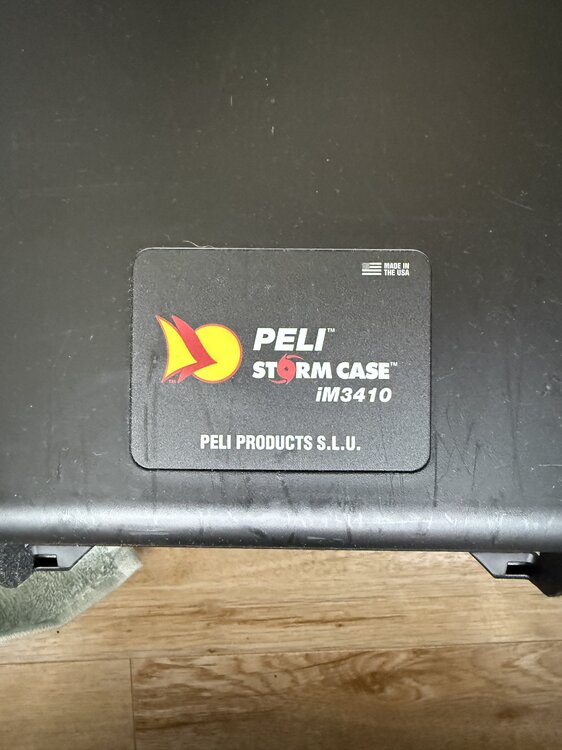 MADE IN
THE USA
PELI™
STORM CASE™
iM3410
PELI PRODUCTS S.L.U.